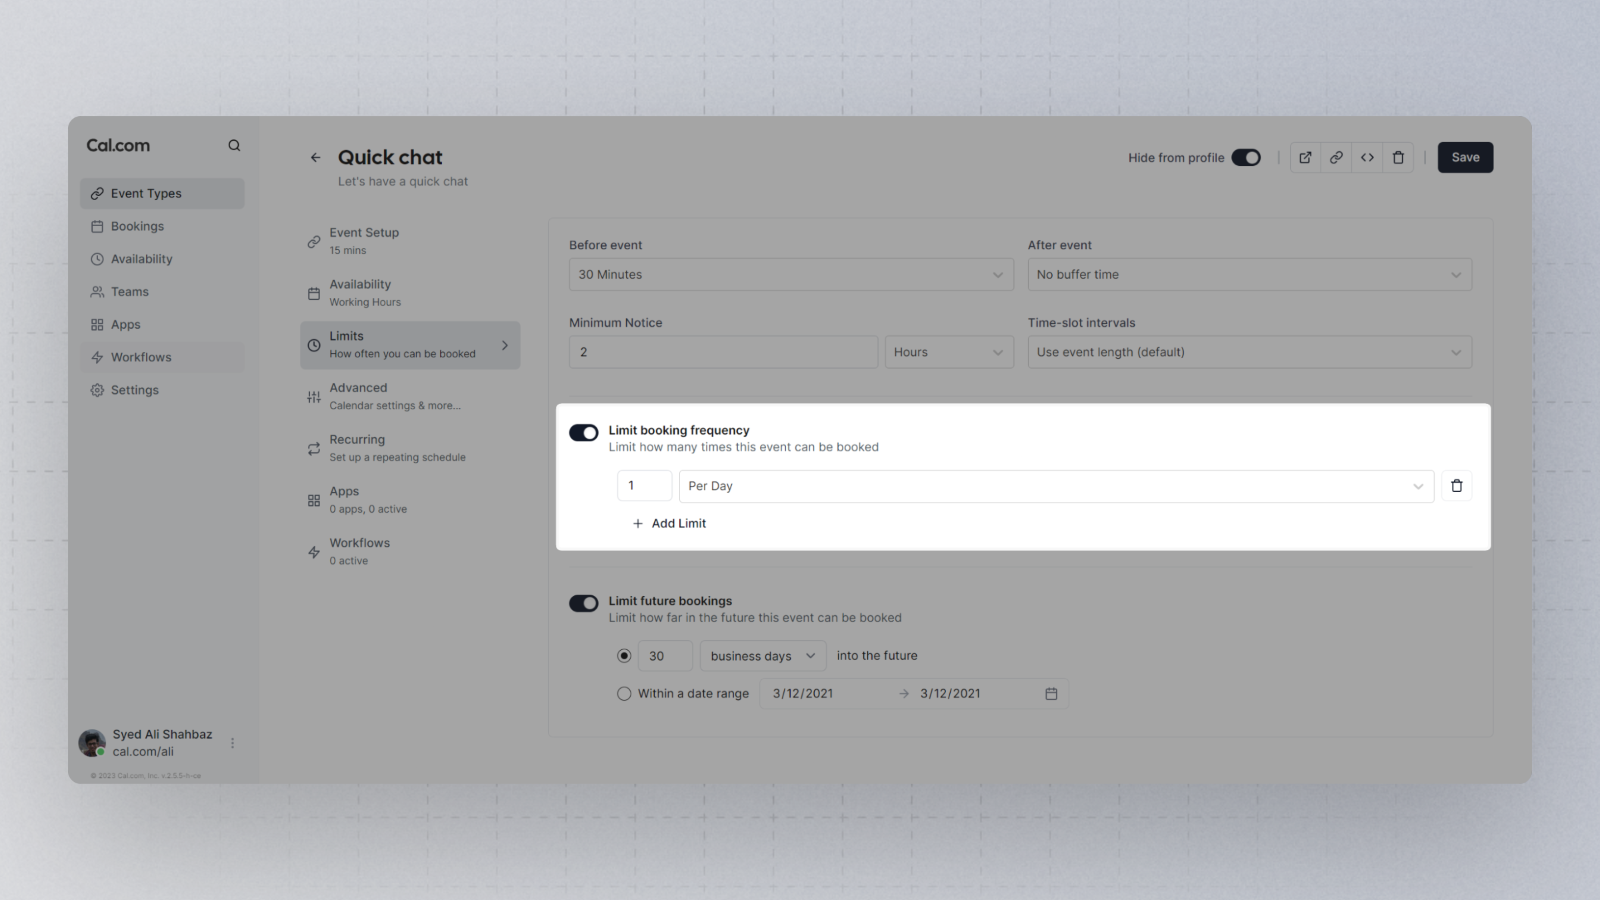 Cal.com
Event Types
Bookings
Availability
Teams
Apps
Workflows
Settings
Syed Ali Shahbaz
cal.com/ali
© 2023 Cal.com, Inc. v.2.5.5-h-ce
Quick chat
Let's have a quick chat
Hide from profile
Save
Event Setup
15 mins
Availability
Working Hours
Limits
How often you can be booked
Advanced
Calendar settings & more...
Recurring
Set up a repeating schedule
Apps
0 apps, 0 active
Workflows
0 active
Before event
30 Minutes
After event
No buffer time
Minimum Notice
2 Hours
Time-slot intervals
Use event length (default)
Limit booking frequency
Limit how many times this event can be booked
1 Per Day
+ Add Limit
Limit future bookings
Limit how far in the future this event can be booked
30 business days into the future
Within a date range 3/12/2021 → 3/12/2021